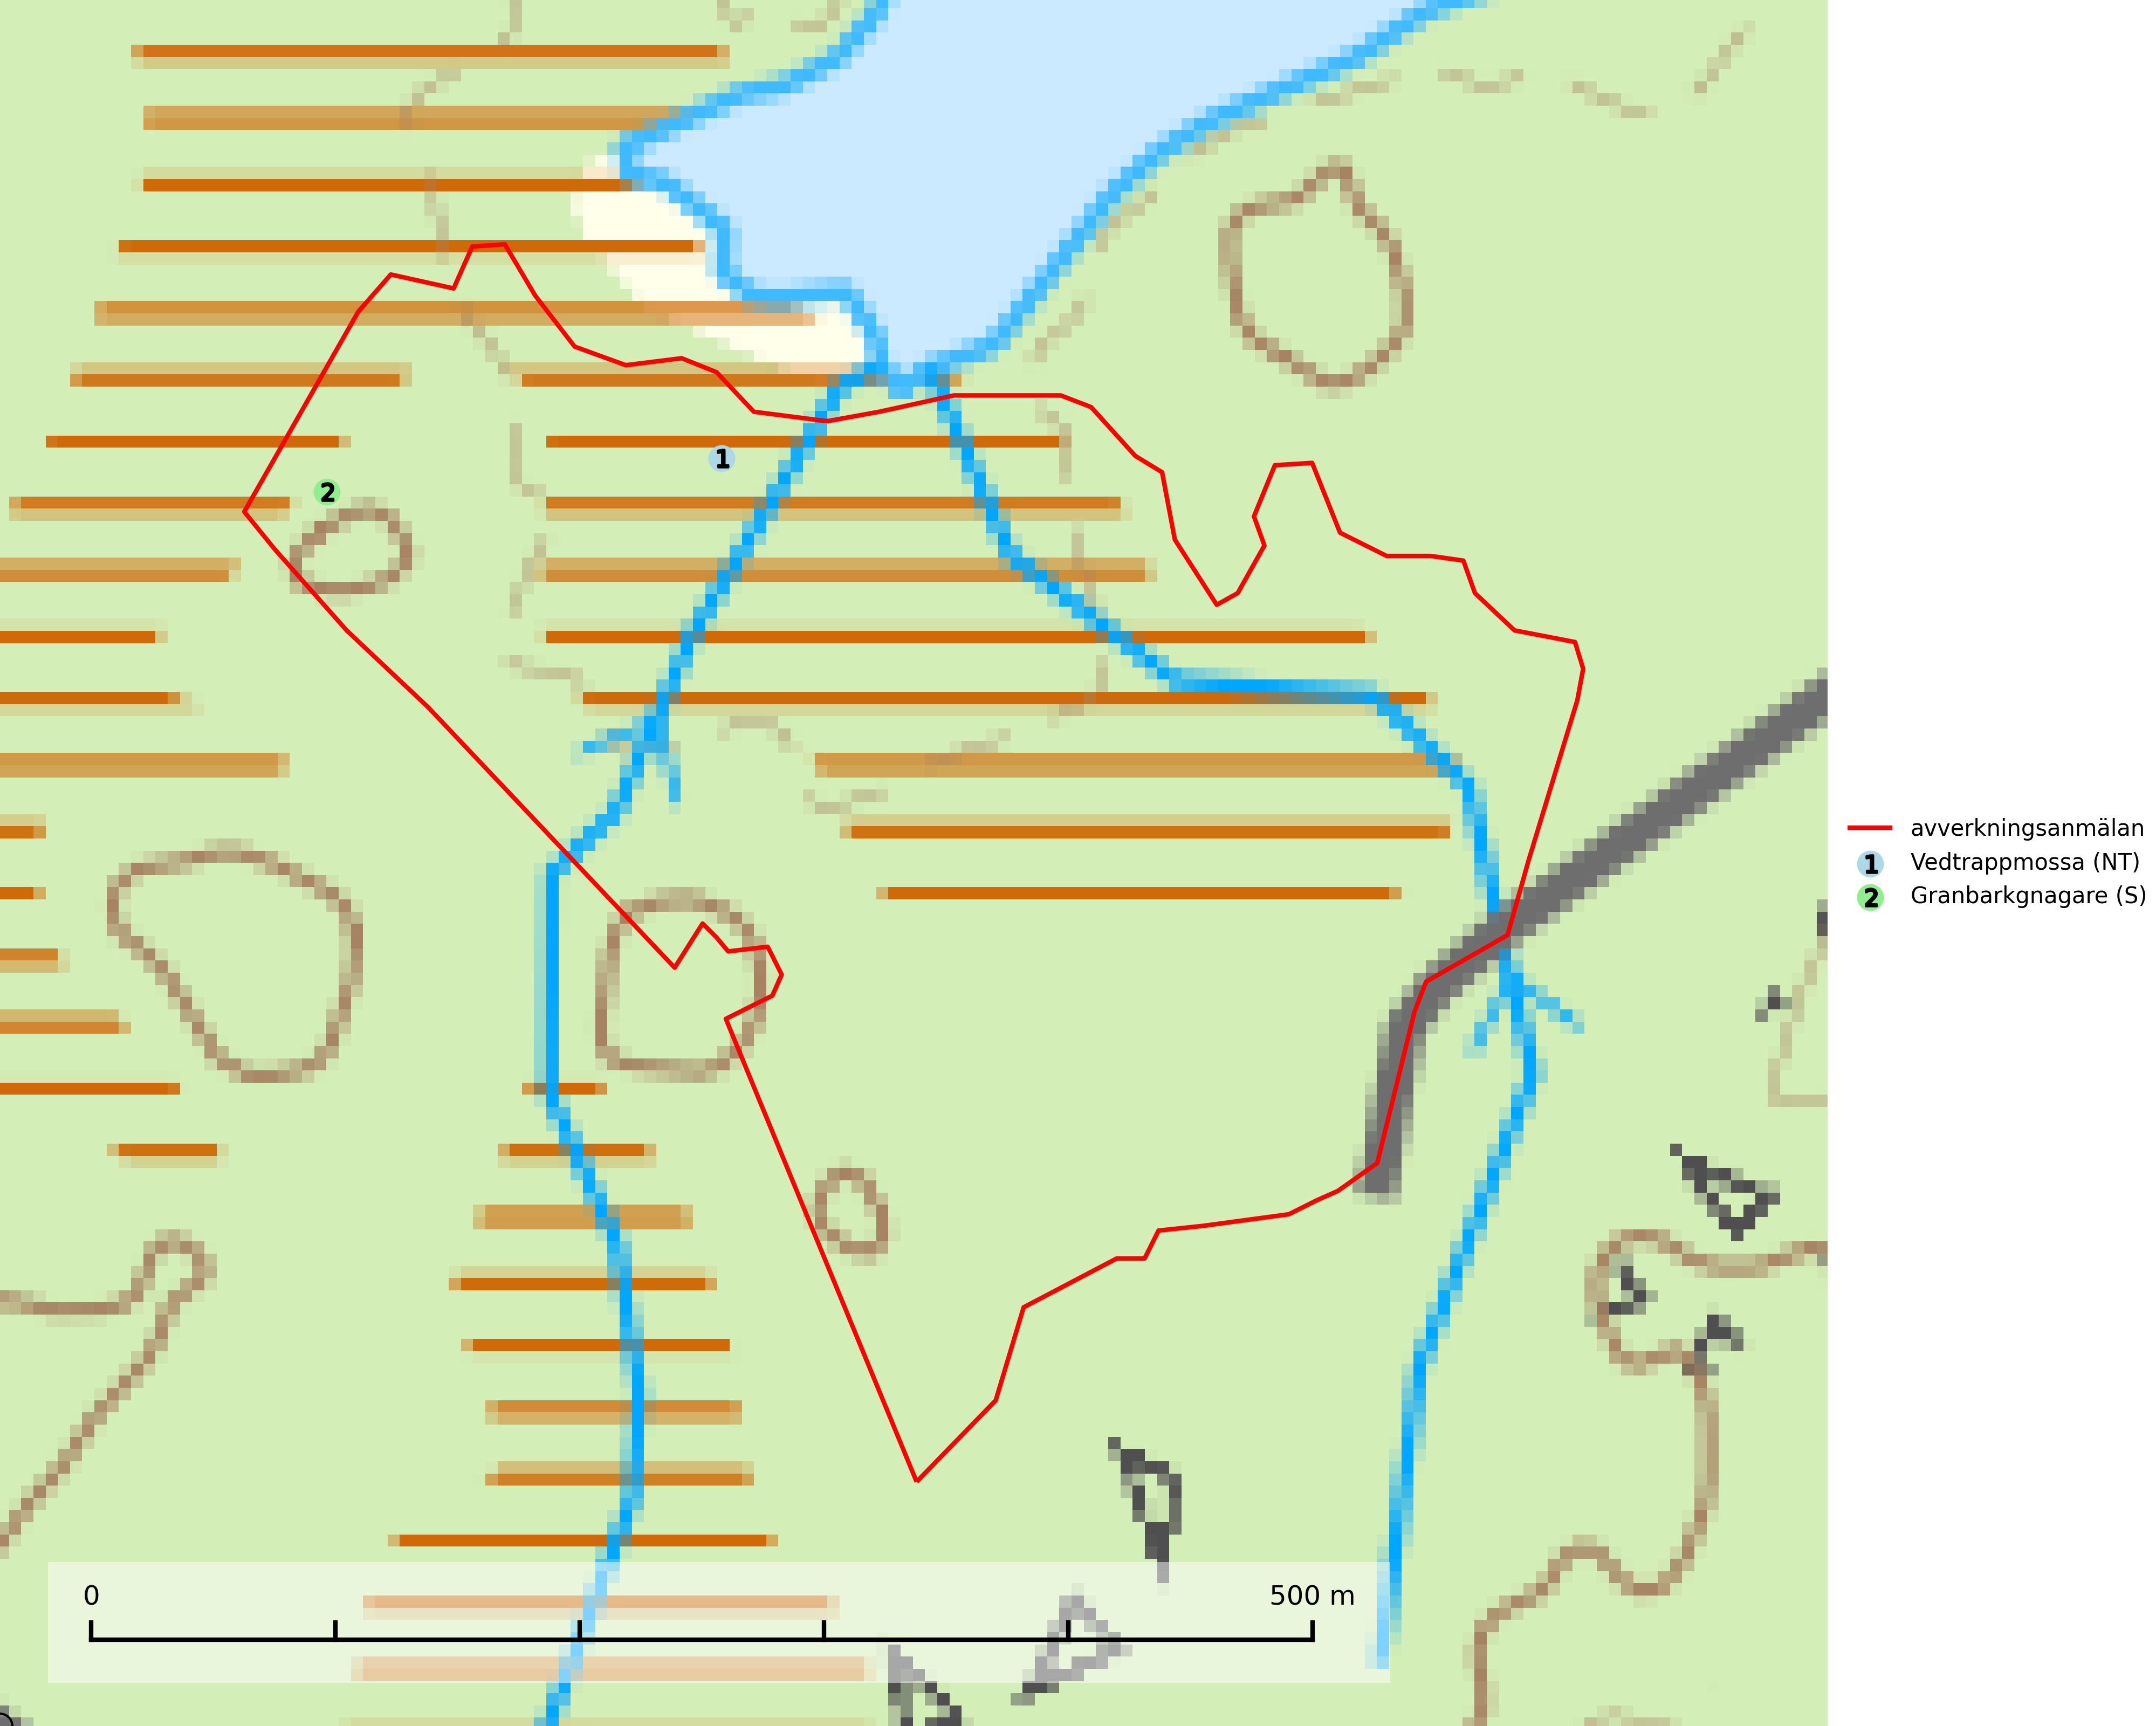 1
2
avverkningsanmälan
1 Vedtrappmossa (NT)
2 Granbarkgnagare (S)
0 500 m